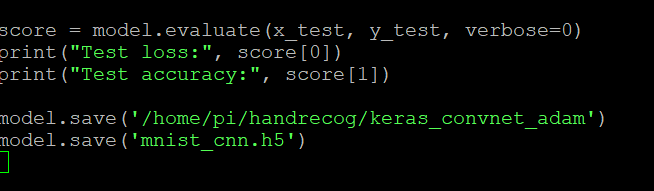 score = model.evaluate(x_test, y_test, verbose=0)
print("Test loss:", score[0])
print("Test accuracy:", score[1])
model.save('/home/pi/handrecog/keras_convnet_adam')
model.save('mnist_cnn.h5')